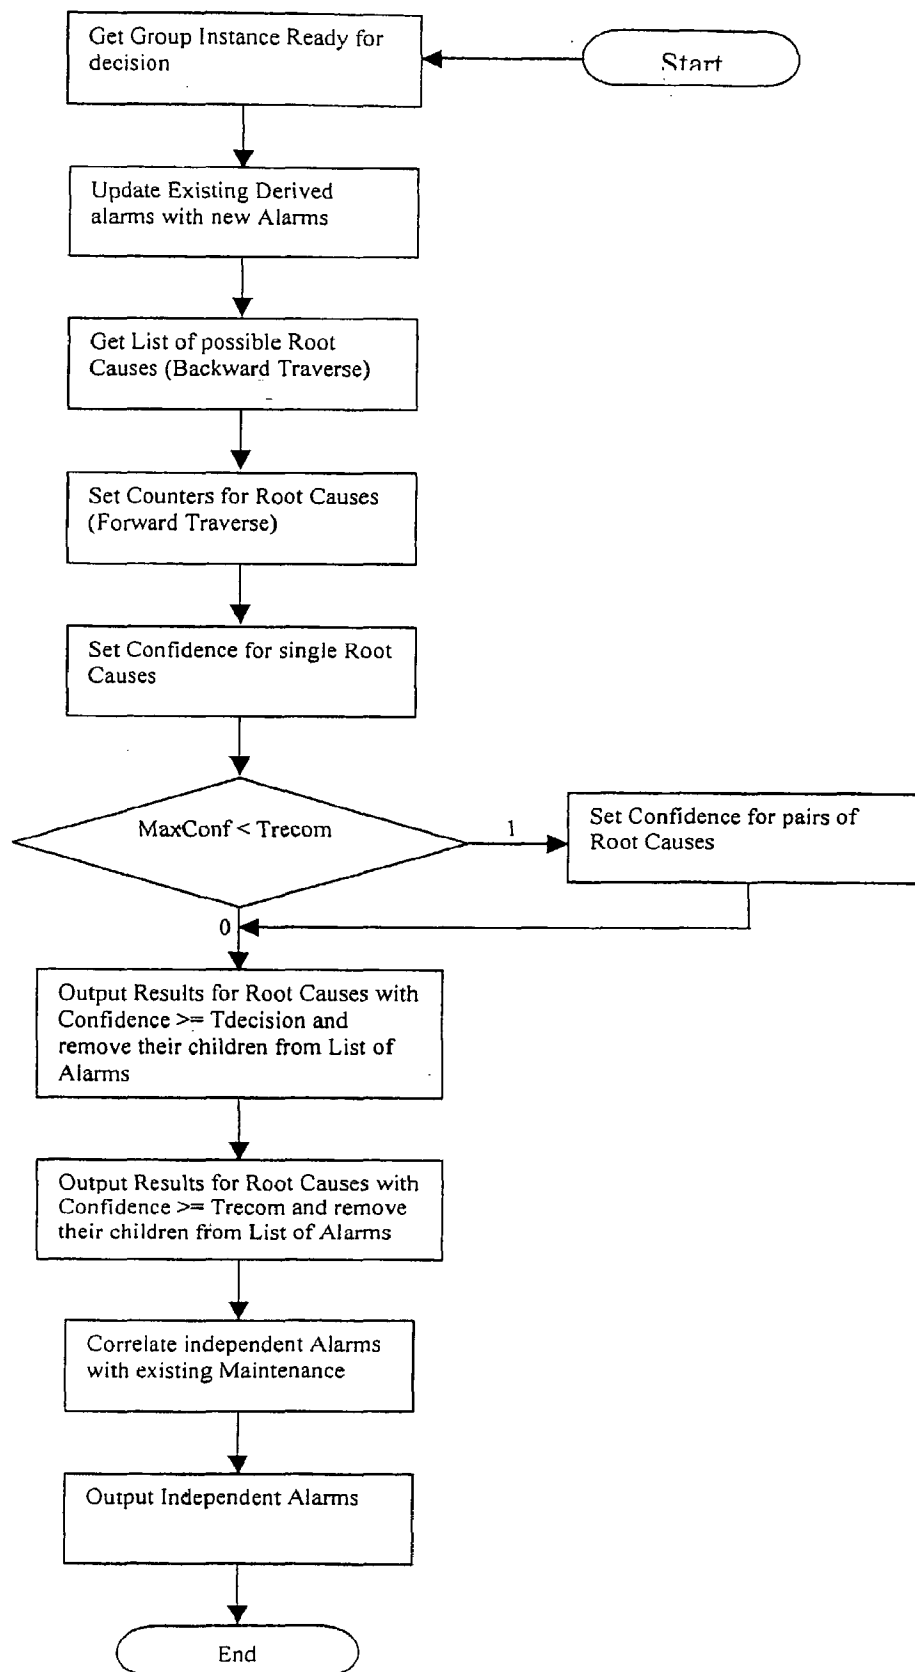 Get Group Instance Ready for
decision
Start
Update Existing Derived
alarms with new Alarms
Get List of possible Root
Causes (Backward Traverse)
Set Counters for Root Causes
(Forward Traverse)
Set Confidence for single Root
Causes
MaxConf < Trecom
1
Set Confidence for pairs of
Root Causes
0
Output Results for Root Causes with
Confidence >= Tdecision and
remove their children from List of
Alarms
Output Results for Root Causes with
Confidence >= Trecom and remove
their children from List of Alarms
Correlate independent Alarms
with existing Maintenance
Output Independent Alarms
End